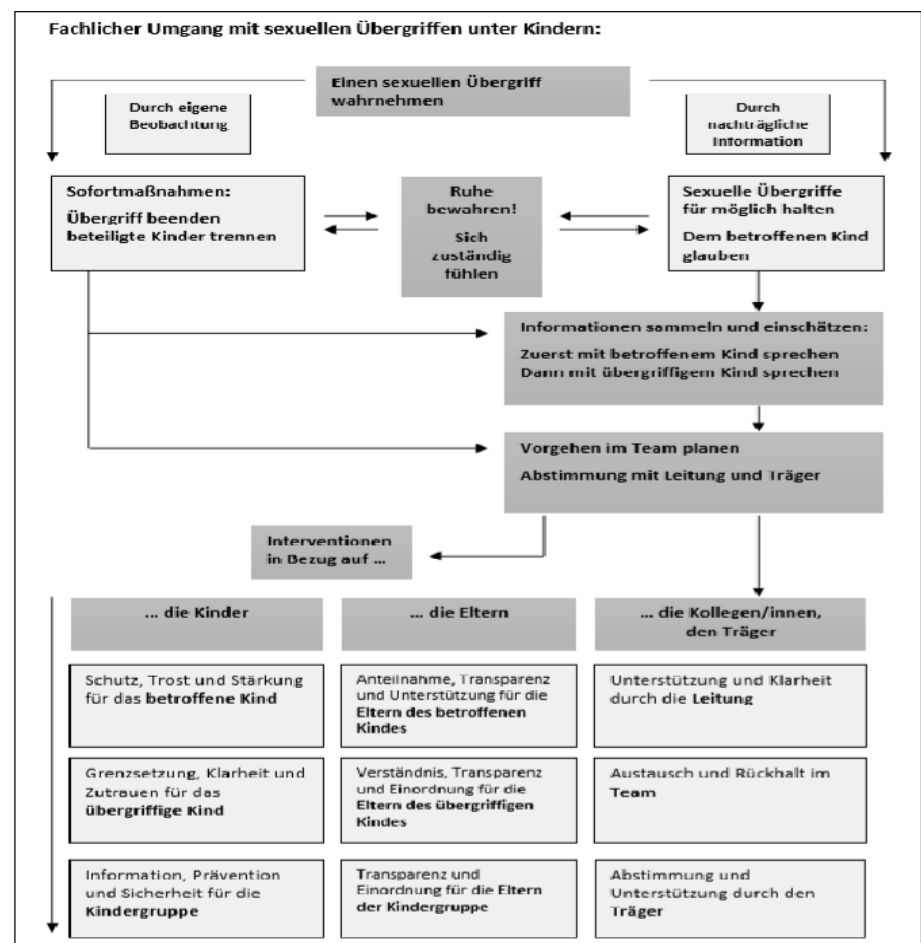 Fachlicher Umgang mit sexuellen Übergriffen unter Kindern:
Einen sexuellen Übergriff
wahrnehmen
Durch eigene
Beobachtung
Durch
nachträgliche
Information
Sofortmaßnahmen:
Übergriff beenden
beteiligte Kinder trennen
Ruhe
bewahren!
Sich
zuständig
fühlen
Sexuelle Übergriffe
für möglich halten
Dem betroffenen Kind
glauben
Informationen sammeln und einschätzen:
Zuerst mit betroffenem Kind sprechen
Dann mit übergriffigem Kind sprechen
Vorgehen im Team planen
Abstimmung mit Leitung und Träger
Interventionen
in Bezug auf ...
... die Kinder
... die Eltern
... die Kollegen/innen,
den Träger
Schutz, Trost und Stärkung
für das betroffene Kind
Anteilnahme, Transparenz
und Unterstützung für die
Eltern des betroffenen
Kindes
Unterstützung und Klarheit
durch die Leitung
Grenzsetzung, Klarheit und
Zutrauen für das
übergriffige Kind
Verständnis, Transparenz
und Einordnung für die
Eltern des übergriffigen
Kindes
Austausch und Rückhalt im
Team
Information, Prävention
und Sicherheit für die
Kindergruppe
Transparenz und
Einordnung für die Eltern
der Kindergruppe
Abstimmung und
Unterstützung durch den
Träger